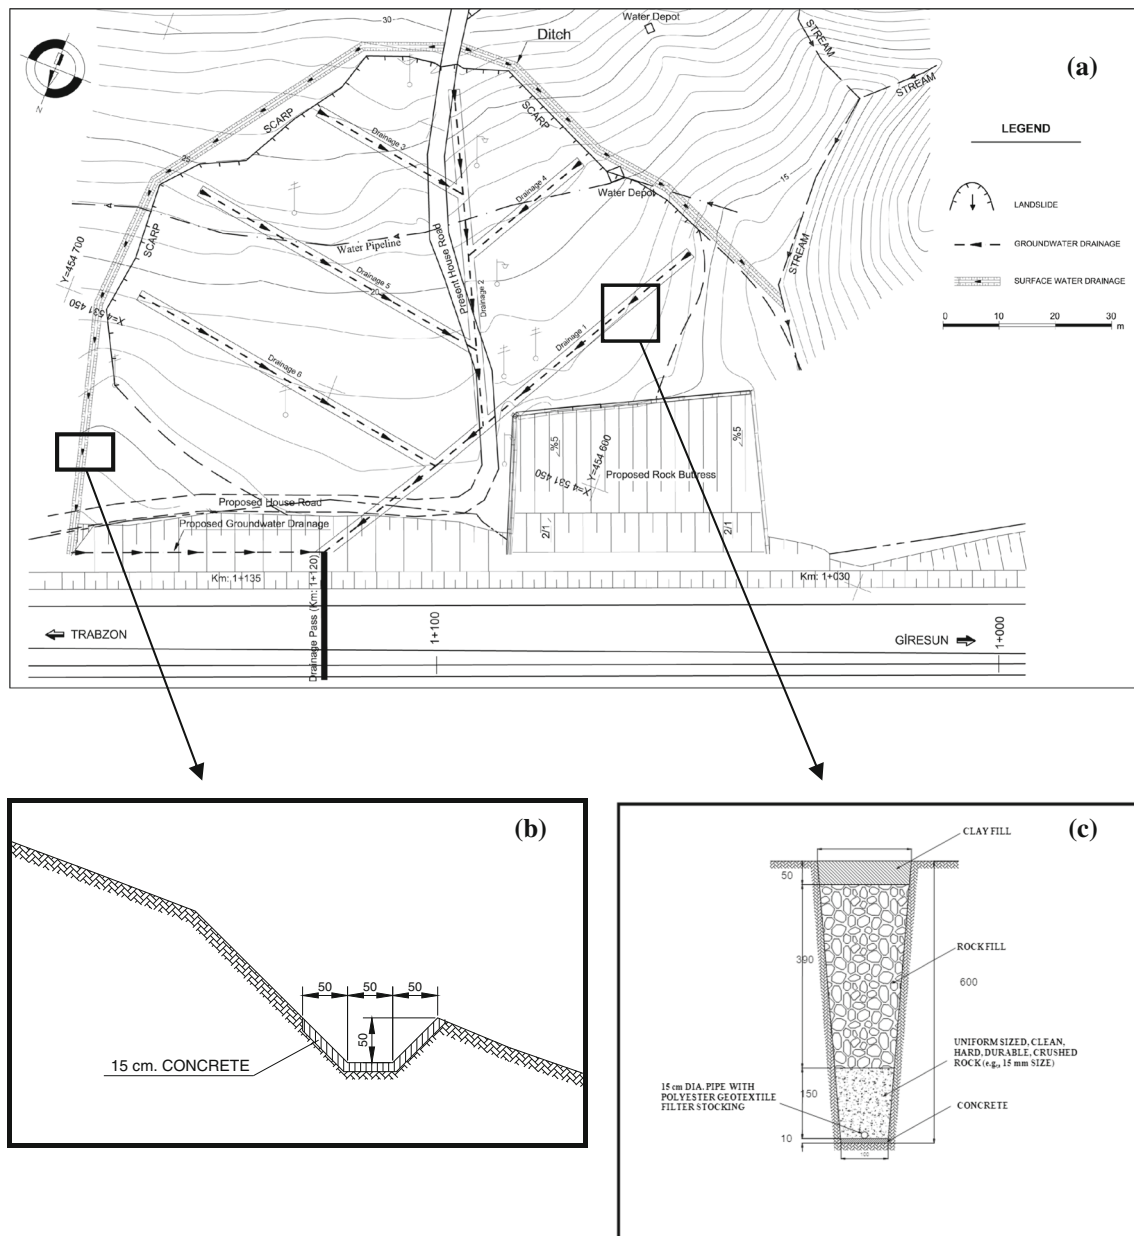 30
Water Depot
Ditch
STREAM
STREAM
(a)
N
SCARP
SCARP
LEGEND
LANDSLIDE
GROUNDWATER DRAINAGE
SURFACE WATER DRAINAGE
0 10 20 30
m
25
Drainage 3
Drainage 4
15
Water Depot
SCARP
Water Pipeline
Present House Road
STREAM
Y=454 700
X=4 531 450
Drainage 5
20
Drainage 2
Drainage 1
Drainage 6
%5
%5
Y=454 600
X=4 531 450
Proposed Rock Buttress
Proposed House Road
Proposed Groundwater Drainage
2/1
2/1
Km: 1+135
Km: 1+030
Drainage Pass (Km: 1+120)
TRABZON
1+100
GİRESUN
1+000
(b)
50 50 50
50
15 cm. CONCRETE
(c)
CLAY FILL
50
ROCK FILL
390
600
UNIFORM SIZED, CLEAN,
HARD, DURABLE, CRUSHED
ROCK (e.g., 15 mm SIZE)
15 cm DIA. PIPE WITH
POLYESTER GEOTEXTILE
FILTER STOCKING
150
CONCRETE
10
100